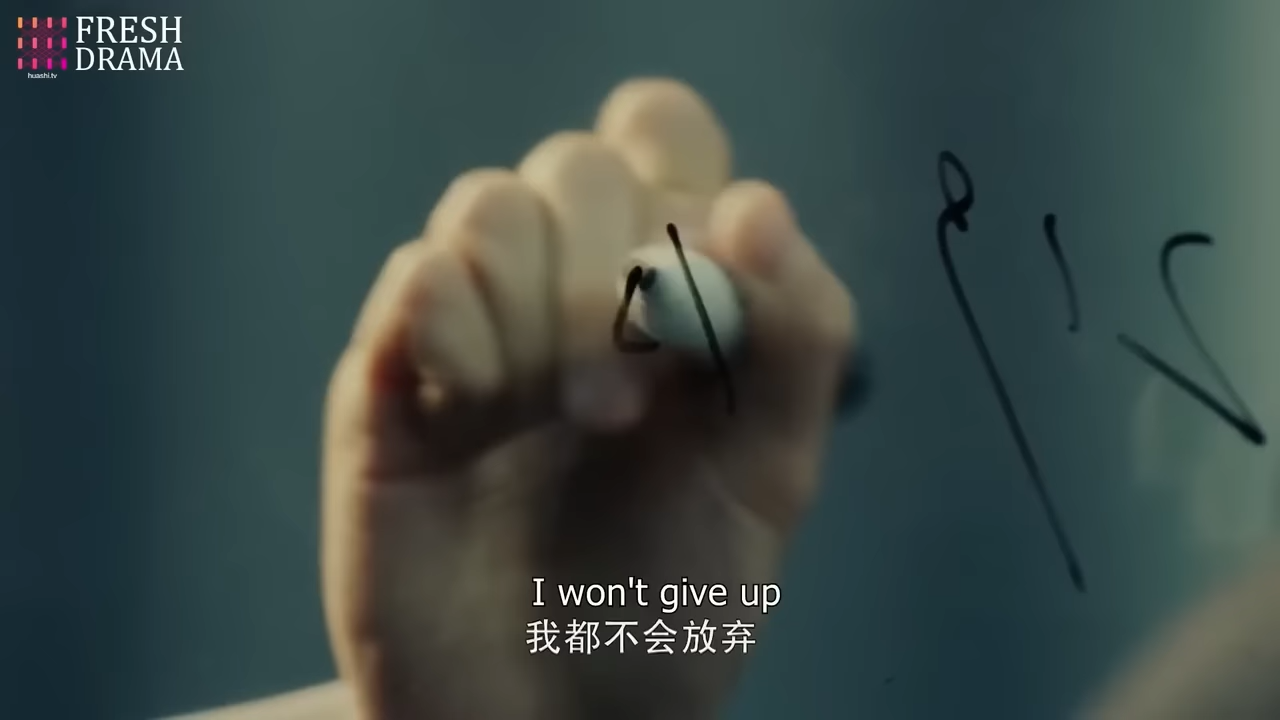 FRESH
DRAMA
huashi.tv
I won't give up
我都不会放弃